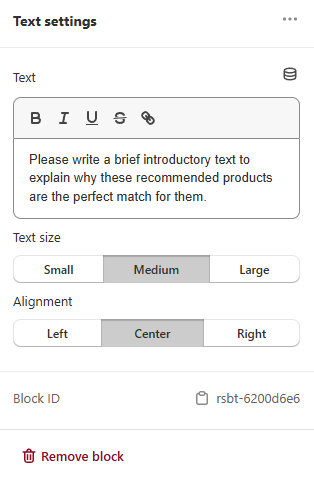 Text settings
Text
B I U S
Please write a brief introductory text to
explain why these recommended products
are the perfect match for them.
Text size
Small Medium Large
Alignment
Left Center Right
Block ID rsbt-6200d6e6
Remove block